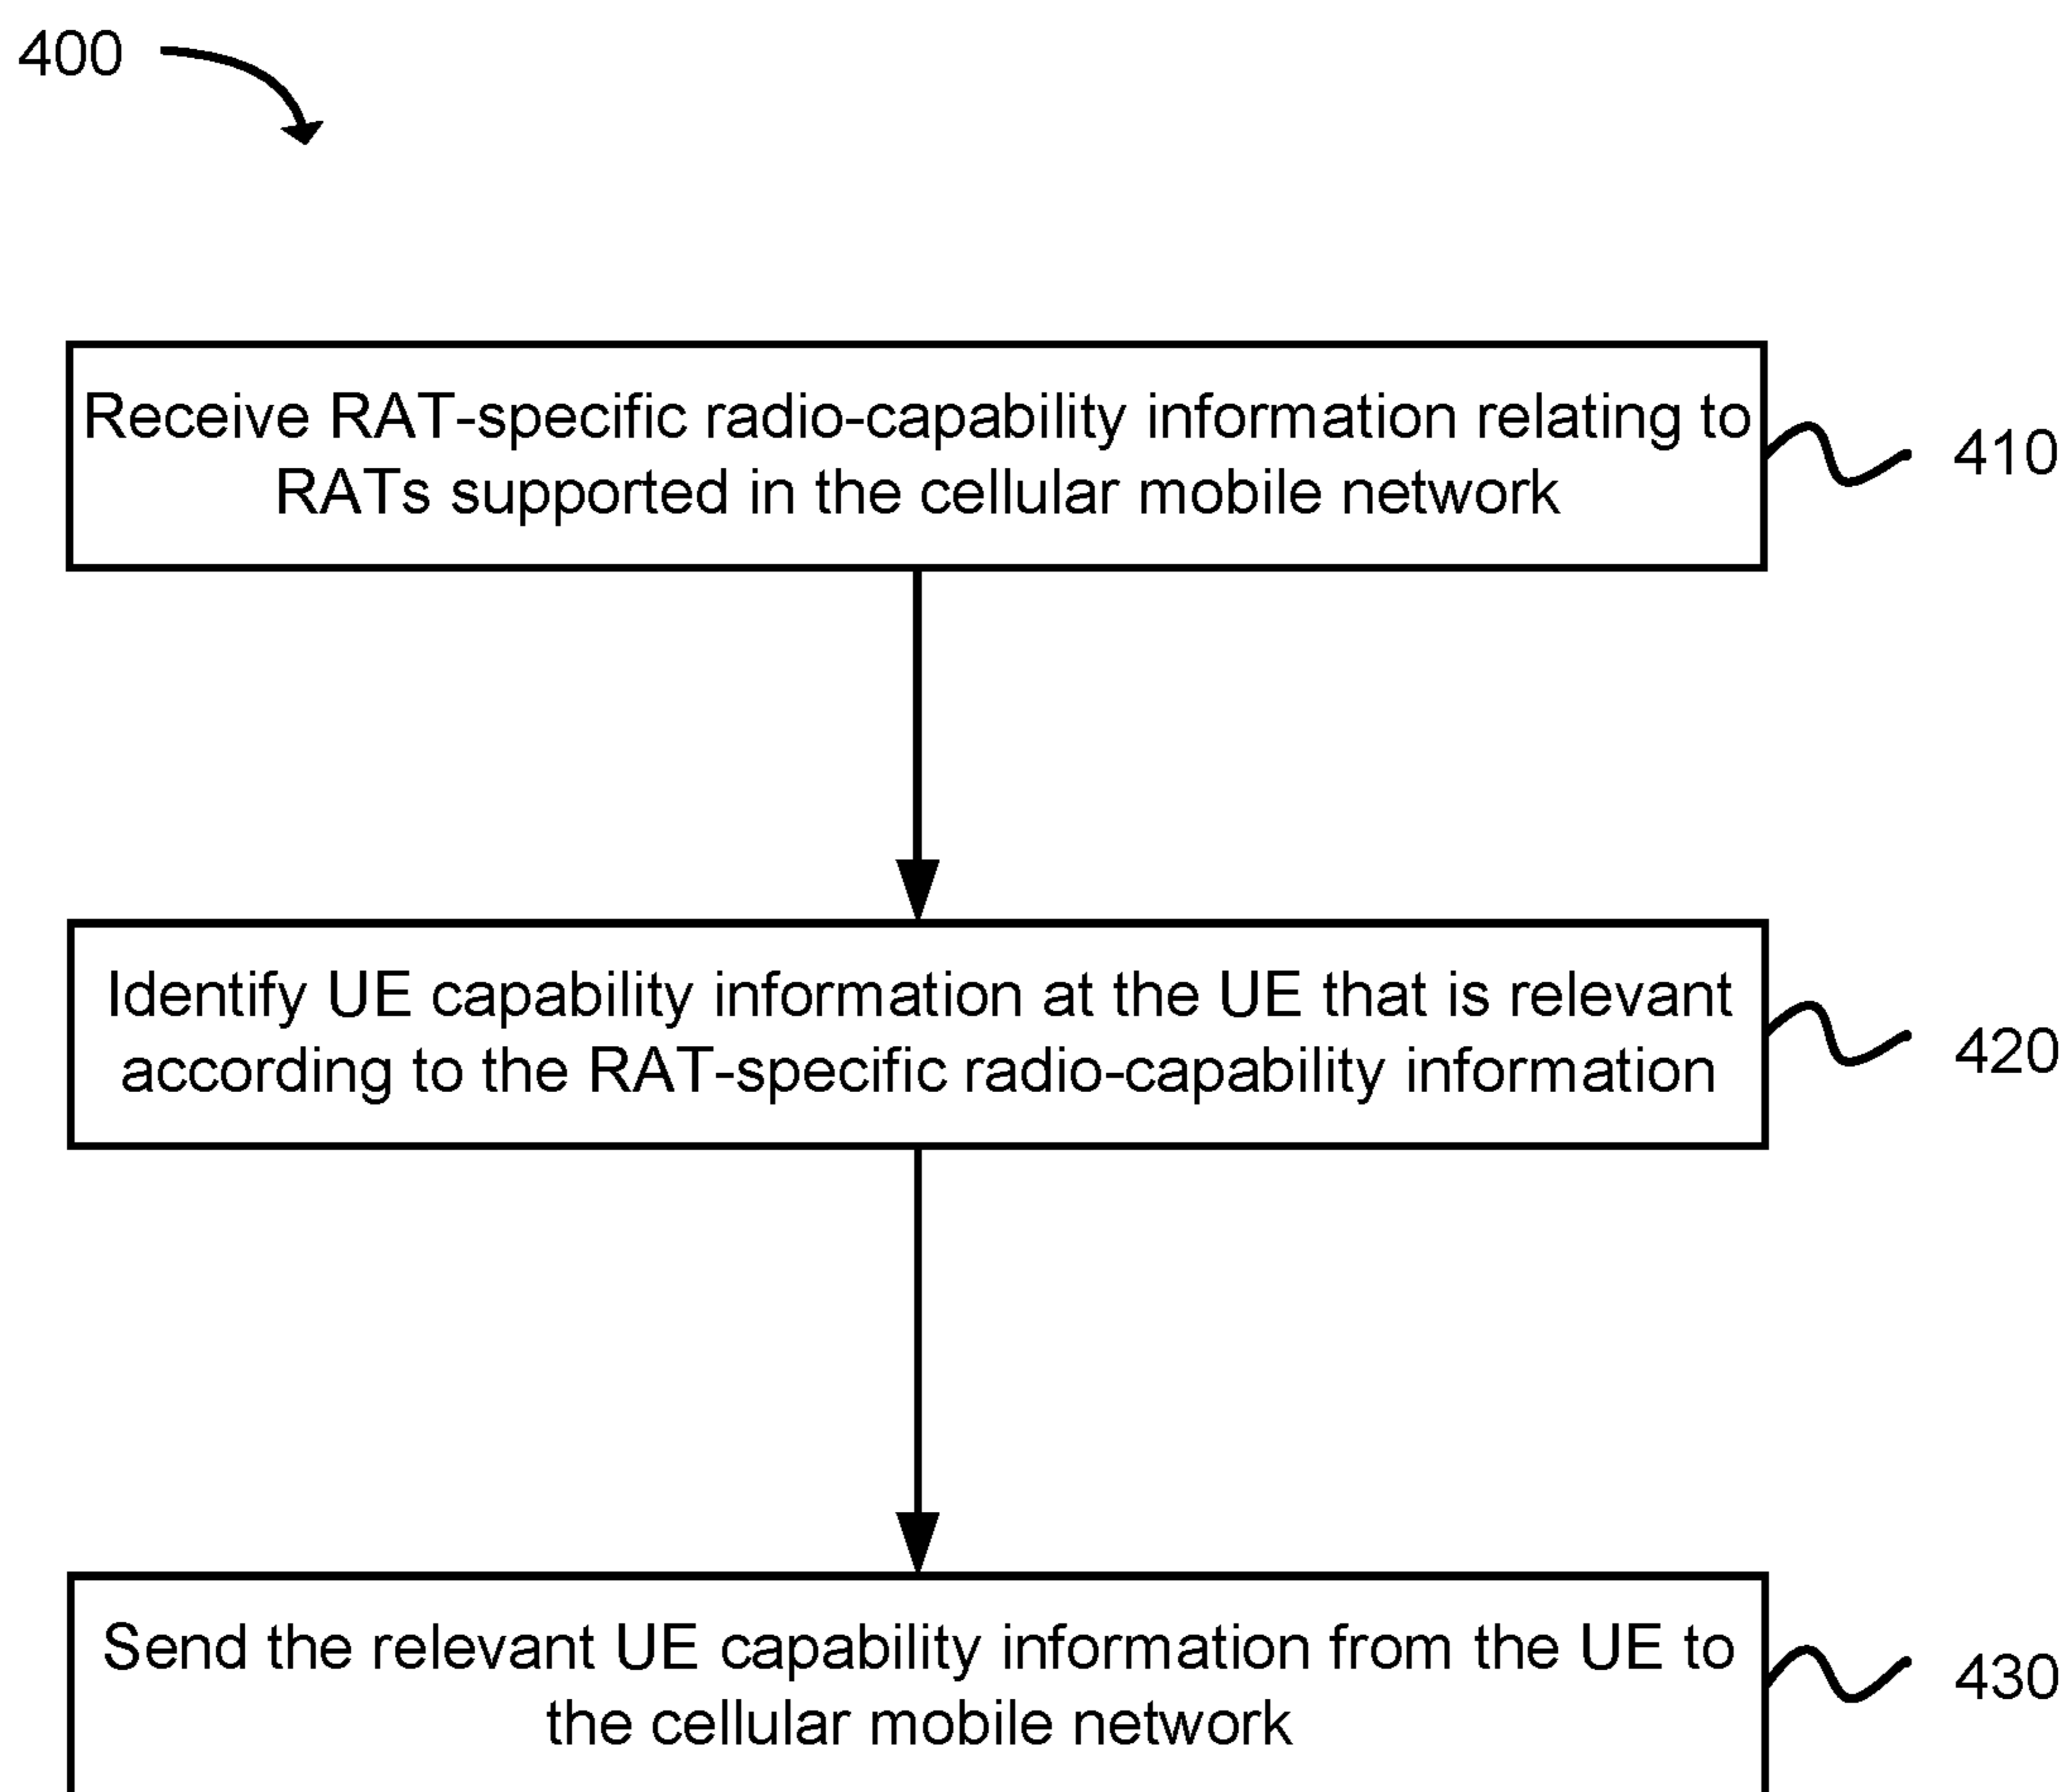 400
Receive RAT-specific radio-capability information relating to
RATs supported in the cellular mobile network
410
Identify UE capability information at the UE that is relevant
according to the RAT-specific radio-capability information
420
Send the relevant UE capability information from the UE to
the cellular mobile network
430